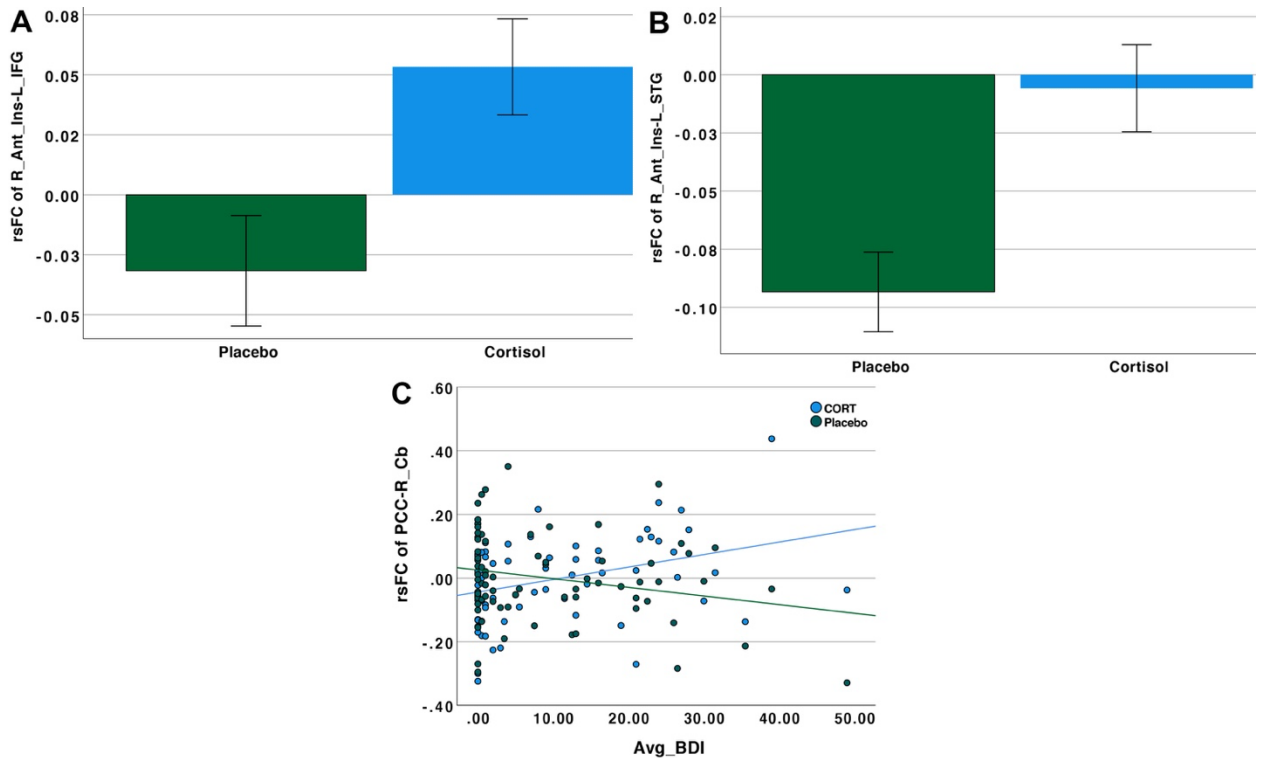 A
rsFC of R_Ant_Ins-L_IFG
0.08
0.05
0.02
0.00
-0.03
-0.05
Placebo
Cortisol
B
rsFC of R_Ant_Ins-L_STG
0.02
0.00
-0.03
-0.05
-0.08
-0.10
Placebo
Cortisol
C
rsFC of PCC-R_Cb
.60
.40
.20
.00
-.20
-.40
CORT
Placebo
.00
10.00
20.00
30.00
40.00
50.00
Avg_BDI